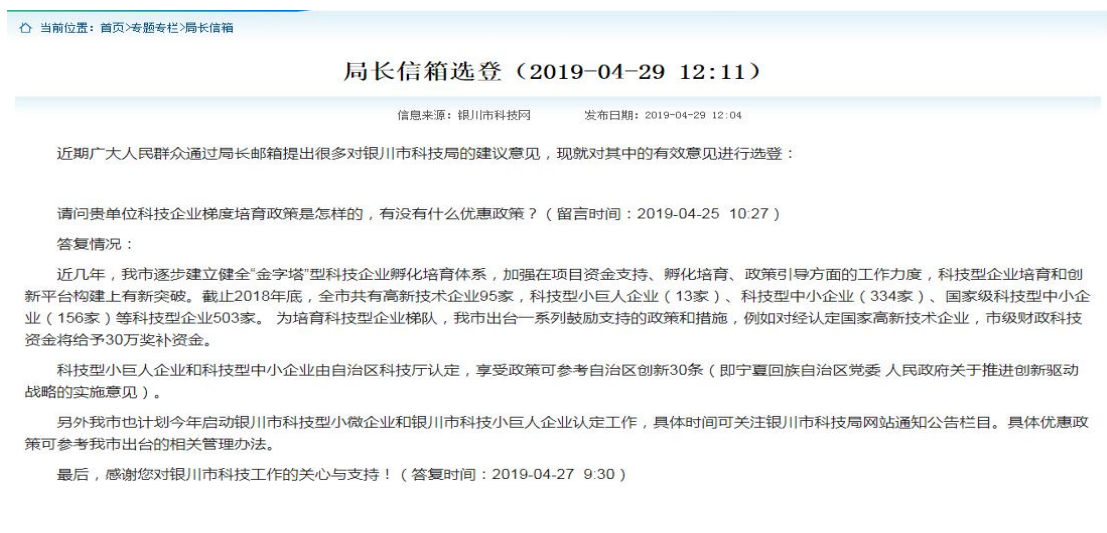 当前位置：首页>专题专栏>局长信箱
局长信箱选登（2019-04-29 12:11）
信息来源：银川市科技网 发布日期：2019-04-29 12:04
近期广大人民群众通过局长邮箱提出很多对银川市科技局的建议意见，现就对其中的有效意见进行选登：
请问贵单位科技企业梯度培育政策是怎样的，有没有什么优惠政策？（留言时间：2019-04-25 10:27）
答复情况：
近几年，我市逐步建立健全“金字塔”型科技企业孵化培育体系，加强在项目资金支持、孵化培育、政策引导方面的工作力度，科技型企业培育和创
新平台构建上有新突破。截止2018年底，全市共有高新技术企业95家，科技型小巨人企业（13家）、科技型中小企业（334家）、国家级科技型中小企
业（156家）等科技型企业503家。 为培育科技型企业梯队，我市出台一系列鼓励支持的政策和措施，例如对经认定国家高新技术企业，市级财政科技
资金将给予30万奖补资金。
科技型小巨人企业和科技型中小企业由自治区科技厅认定，享受政策可参考自治区创新30条（即宁夏回族自治区党委 人民政府关于推进创新驱动
战略的实施意见）。
另外我市也计划今年启动银川市科技型小微企业和银川市科技小巨人企业认定工作，具体时间可关注银川市科技局网站通知公告栏目。具体优惠政
策可参考我市出台的相关管理办法。
最后，感谢您对银川市科技工作的关心与支持！（答复时间：2019-04-27 9:30）